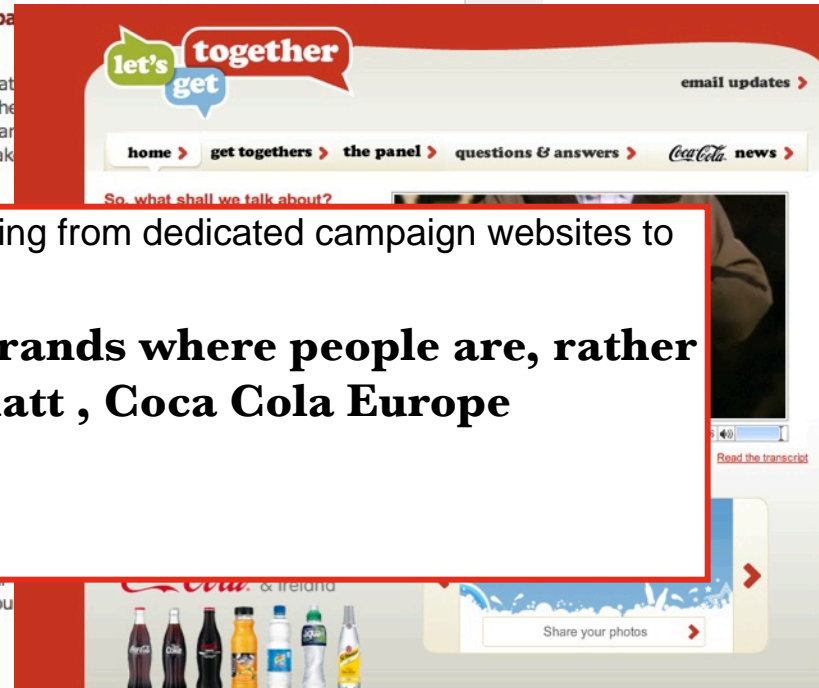 let's
together
get
email updates
home
get togethers
the panel
questions & answers
Coca-Cola news
So, what shall we talk about?
ing from dedicated campaign websites to
rands where people are, rather
att , Coca Cola Europe
Read the transcript
& Ireland
Share your photos